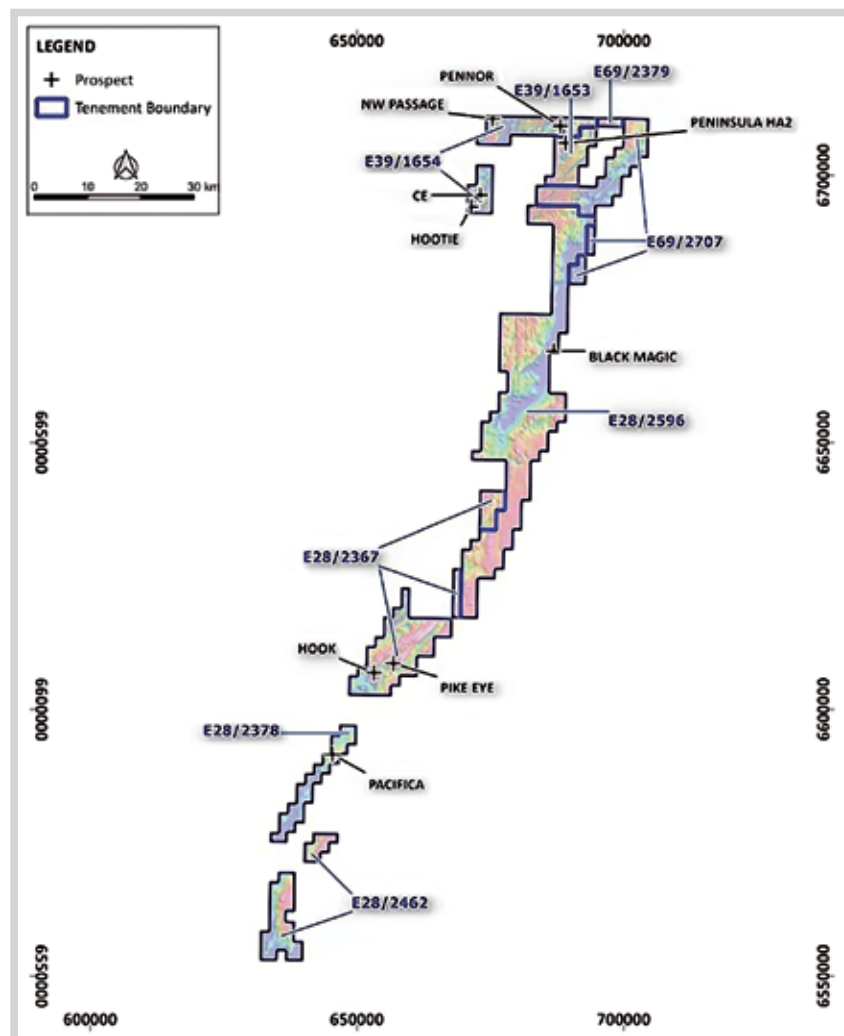 650000
700000
LEGEND
Prospect
Tenement Boundary
0 10 20 30 km
PENNOR
E69/2379
E39/1653
NW PASSAGE
PENINSULA HA2
E39/1654
6700000
CE
HOOTIE
E69/2707
BLACK MAGIC
E28/2596
6650000
6650000
E28/2367
HOOK
PIKE EYE
6600000
6600000
E28/2378
PACIFICA
E28/2462
6550000
6550000
600000
650000
700000